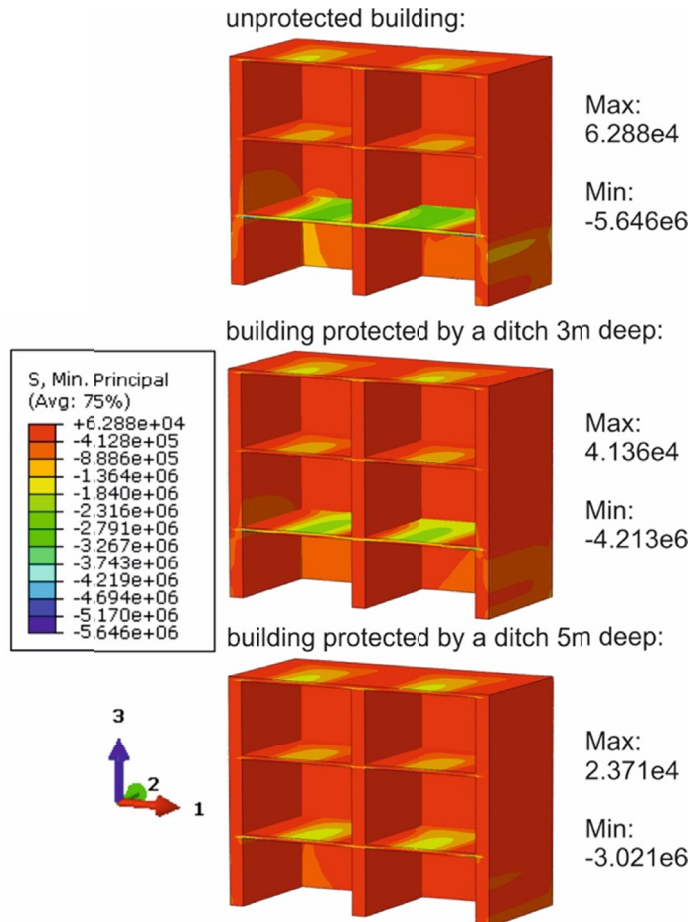 unprotected building:
Max:
6.288e4
Min:
-5.646e6
building protected by a ditch 3m deep:
S, Min. Principal
(Avg: 75%)
+6.288e+04
-4.128e+05
-8.886e+05
-1.364e+06
-1.840e+06
-2.316e+06
-2.791e+06
-3.267e+06
-3.743e+06
-4.219e+06
-4.694e+06
-5.170e+06
-5.646e+06
Max:
4.136e4
Min:
-4.213e6
building protected by a ditch 5m deep:
3
2
1
Max:
2.371e4
Min:
-3.021e6